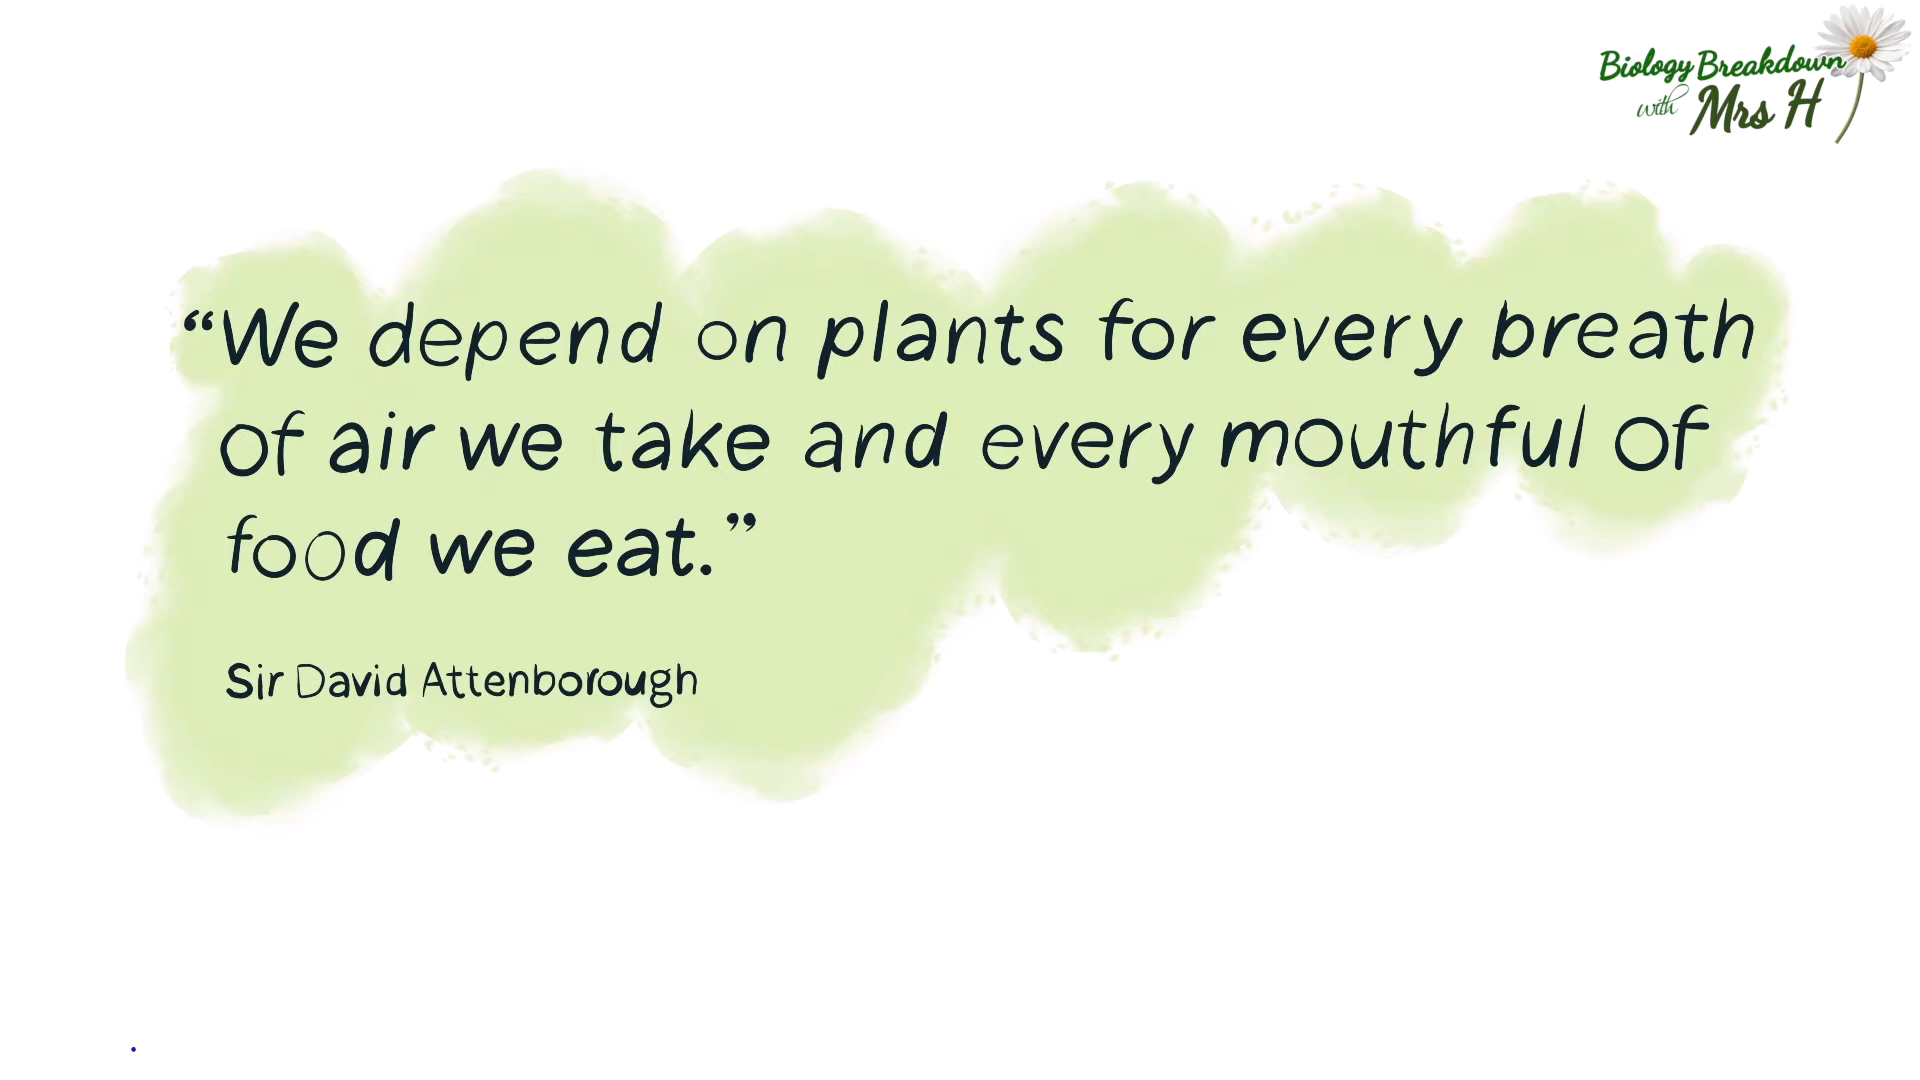 Biology Breakdown
with Mrs H
“We depend on plants for every breath
of air we take and every mouthful of
food we eat.”
Sir David Attenborough